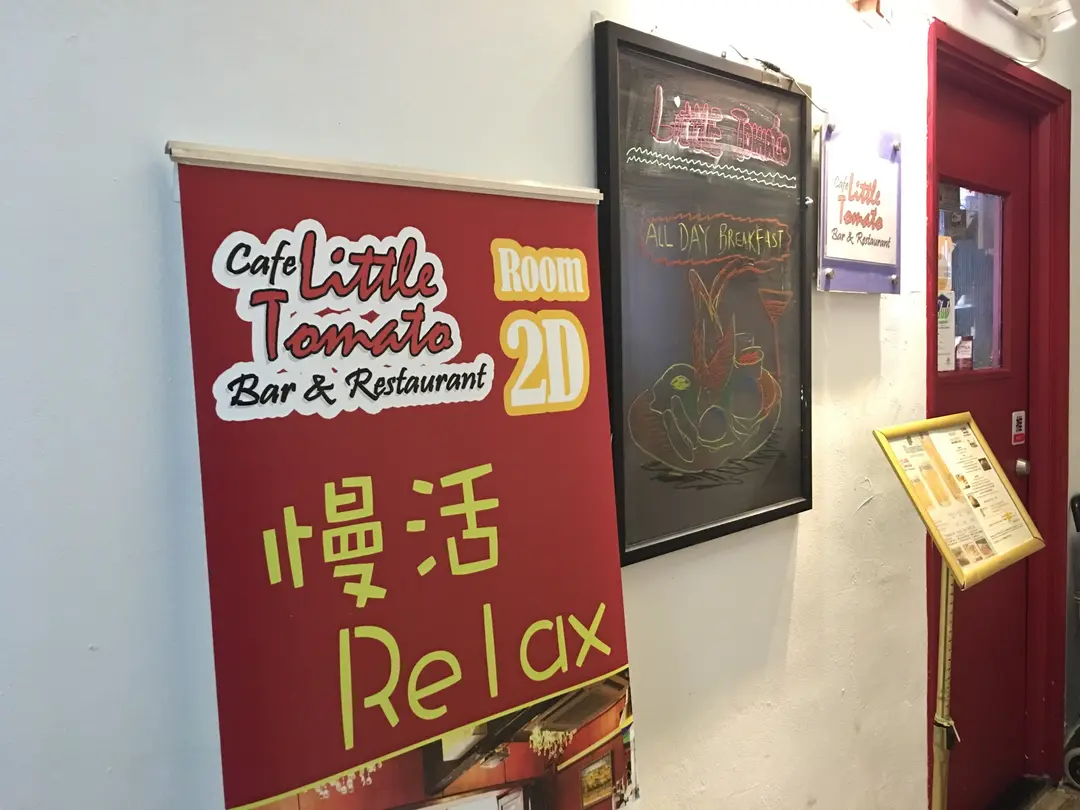 Cafe Little
Tomato
Bar & Restaurant
Room
2D
慢活
Relax
Little Tomato
ALL DAY BREAKFAST
Cafe Little
Tomato
Bar & Restaurant